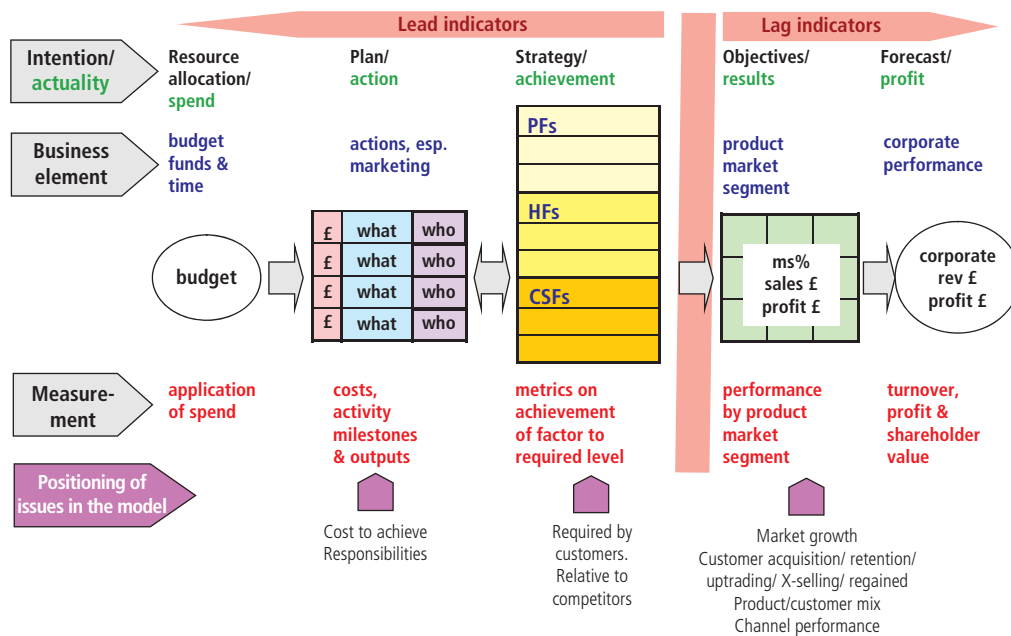 Lead indicators
Lag indicators
Intention/
actuality
Resource
allocation/
spend
Plan/
action
Strategy/
achievement
Objectives/
results
Forecast/
profit
Business
element
budget
funds &
time
actions, esp.
marketing
PFs
HFs
CSFs
product
market
segment
corporate
performance
budget
£ what who
£ what who
£ what who
£ what who
ms%
sales £
profit £
corporate
rev £
profit £
Measure-
ment
application
of spend
costs,
activity
milestones
& outputs
metrics on
achievement
of factor to
required level
performance
by product
market
segment
turnover,
profit &
shareholder
value
Positioning of
issues in the model
Cost to achieve
Responsibilities
Required by
customers.
Relative to
competitors
Market growth
Customer acquisition/ retention/
uptrading/ X-selling/ regained
Product/customer mix
Channel performance